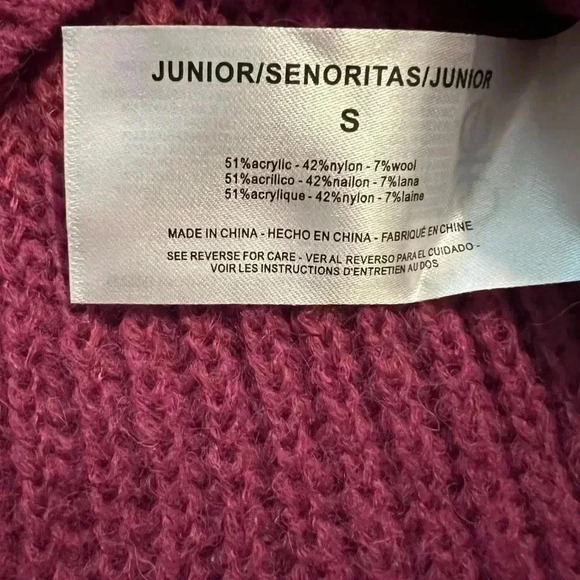 JUNIOR/SENORITAS/JUNIOR
S
51%acrylic - 42%nylon - 7%wool
51%acrilico - 42%nailon - 7%lana
51%acrylique - 42%nylon - 7%laine
MADE IN CHINA - HECHO EN CHINA - FABRIQUÉ EN CHINE
SEE REVERSE FOR CARE - VER AL REVERSO PARA EL CUIDADO -
VOIR LES INSTRUCTIONS D'ENTRETIEN AU DOS